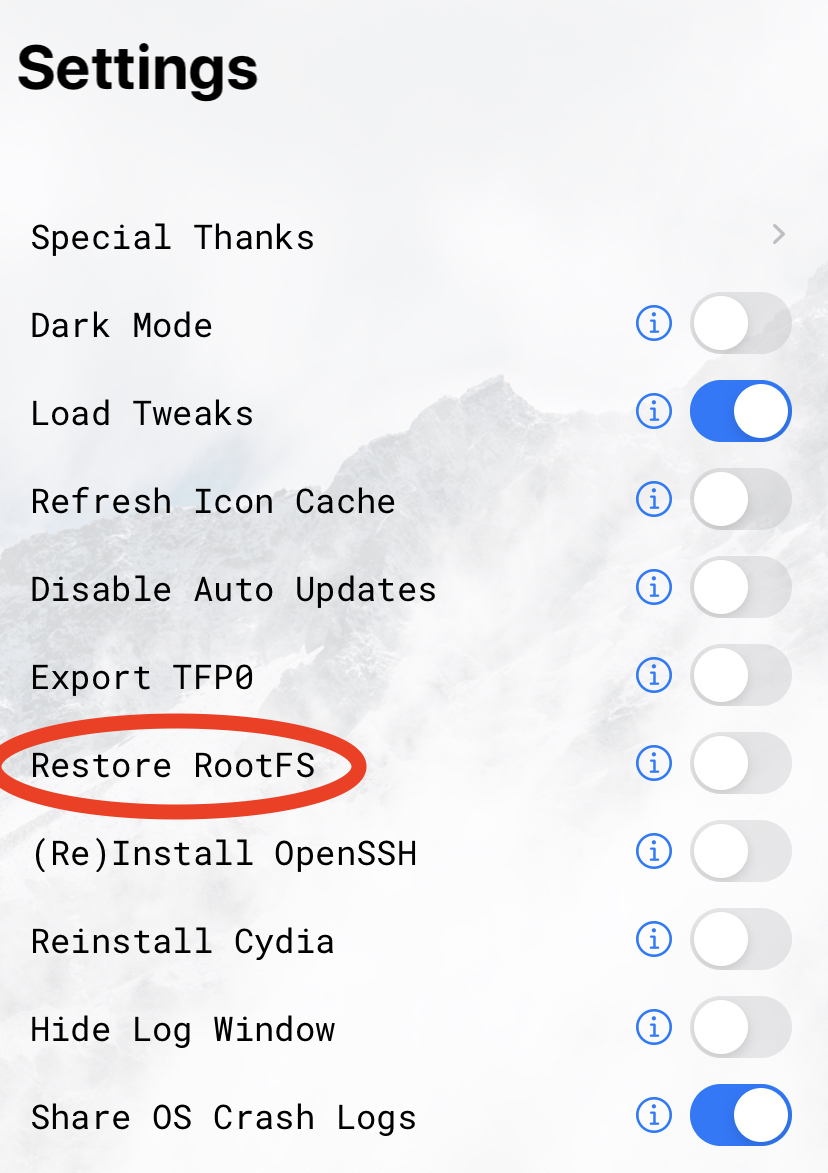 Settings
Special Thanks
Dark Mode
Load Tweaks
Refresh Icon Cache
Disable Auto Updates
Export TFP0
Restore RootFS
(Re)Install OpenSSH
Reinstall Cydia
Hide Log Window
Share OS Crash Logs